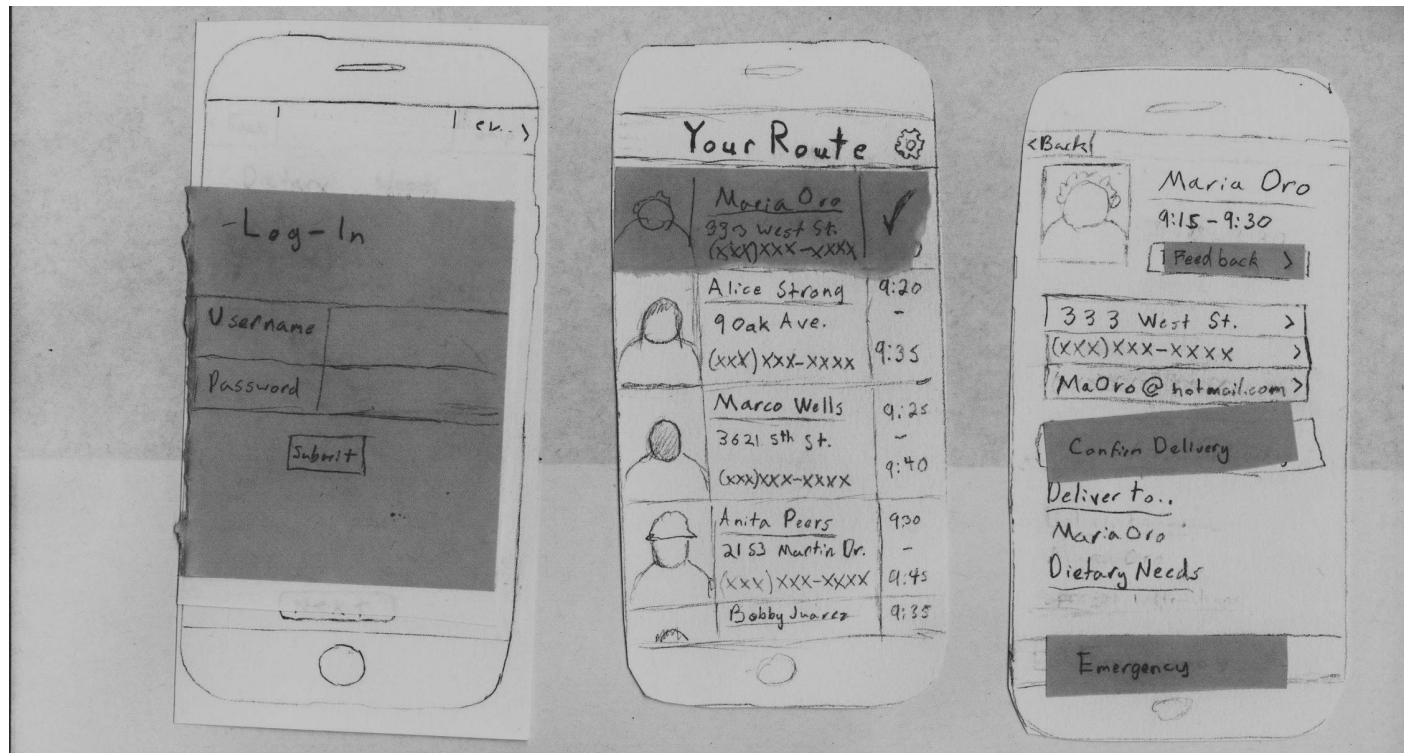 -Log-In
Username
Password
Submit
Your Route
Maria Oro
333 West St.
(xxx)xxx-xxxx
Alice Strong
9 Oak Ave.
(xxx)xxx-xxxx
9:20
-
9:35
Marco Wells
3621 5th St.
(xxx)xxx-xxxx
9:25
-
9:40
Anita Peers
2153 Martin Dr.
(xxx)xxx-xxxx
930
-
9:45
Bobby Juarez
9:35
<Back
Maria Oro
9:15-9:30
Feedback >
333 West St. >
(xxx)xxx-xxxx >
MaOro@hotmail.com >
Confirm Delivery
Deliver to..
Maria Oro
Dietary Needs
Emergency